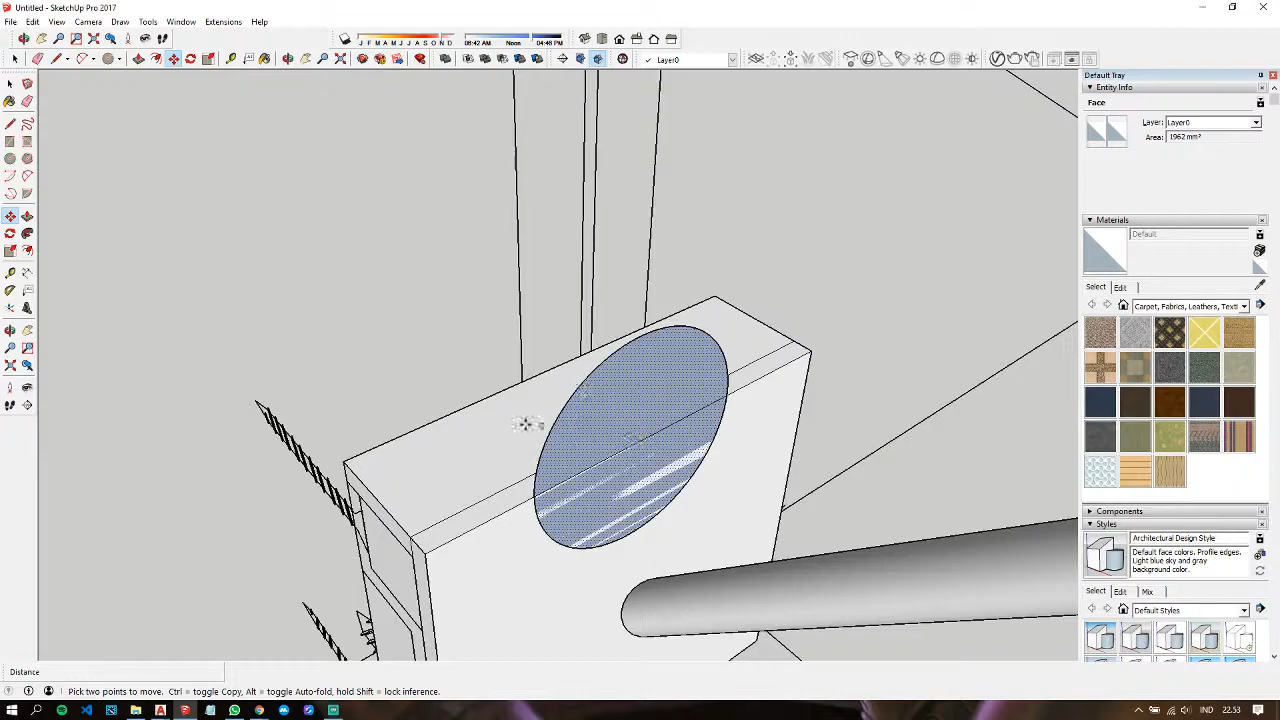 Untitled - SketchUp Pro 2017
File Edit View Camera Draw Tools Window Extensions Help
J F M A M J J A S O N D 06:42 AM Noon 04:46 PM
Layer0
Default Tray
Entity Info
Face
Layer: Layer0
Area: 1962 mm²
Materials
Default
Select Edit
Carpet, Fabrics, Leathers, Texti
Components
Styles
Architectural Design Style
Default face colors. Profile edges.
Light blue sky and gray
background color.
Select Edit Mix
Default Styles
Distance
Pick two points to move. Ctrl = toggle Copy, Alt = toggle Auto-fold, hold Shift = lock inference.
IND 22.53